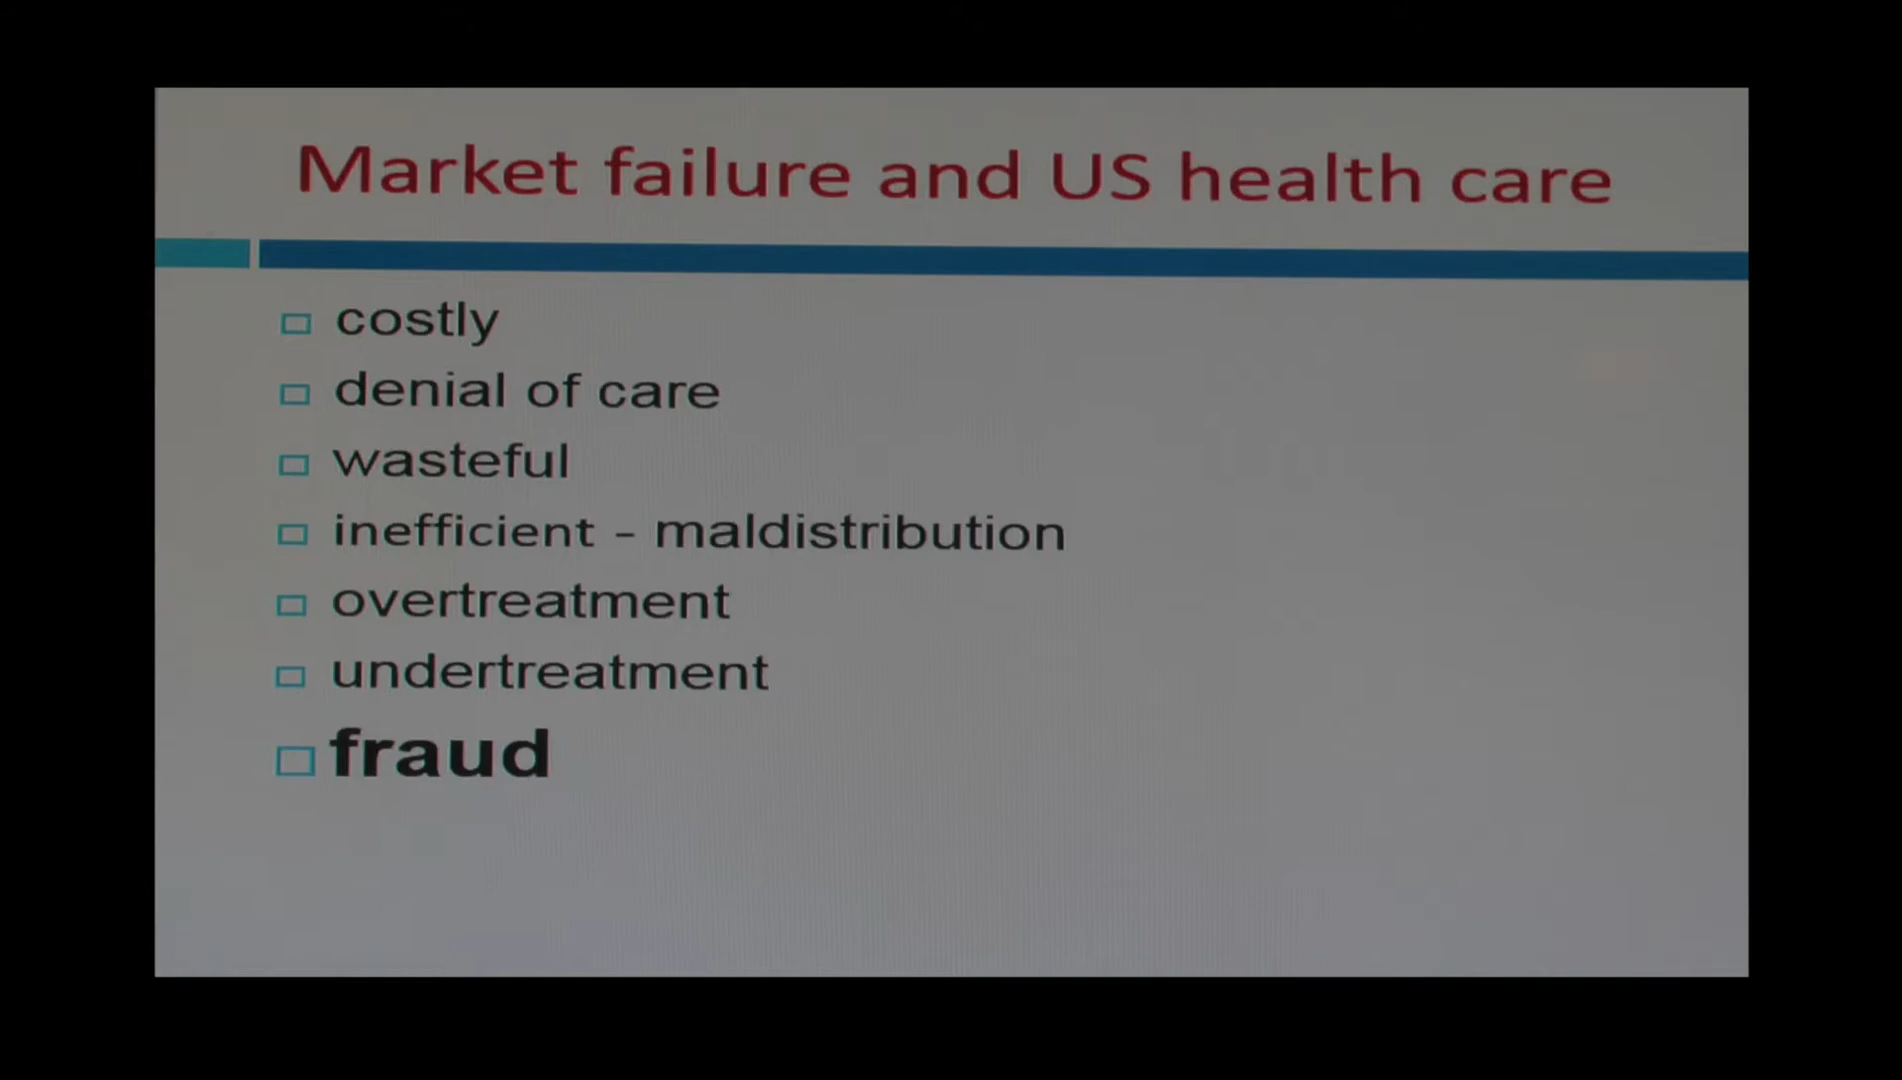 Market failure and US health care
costly
denial of care
wasteful
inefficient - maldistribution
overtreatment
undertreatment
fraud